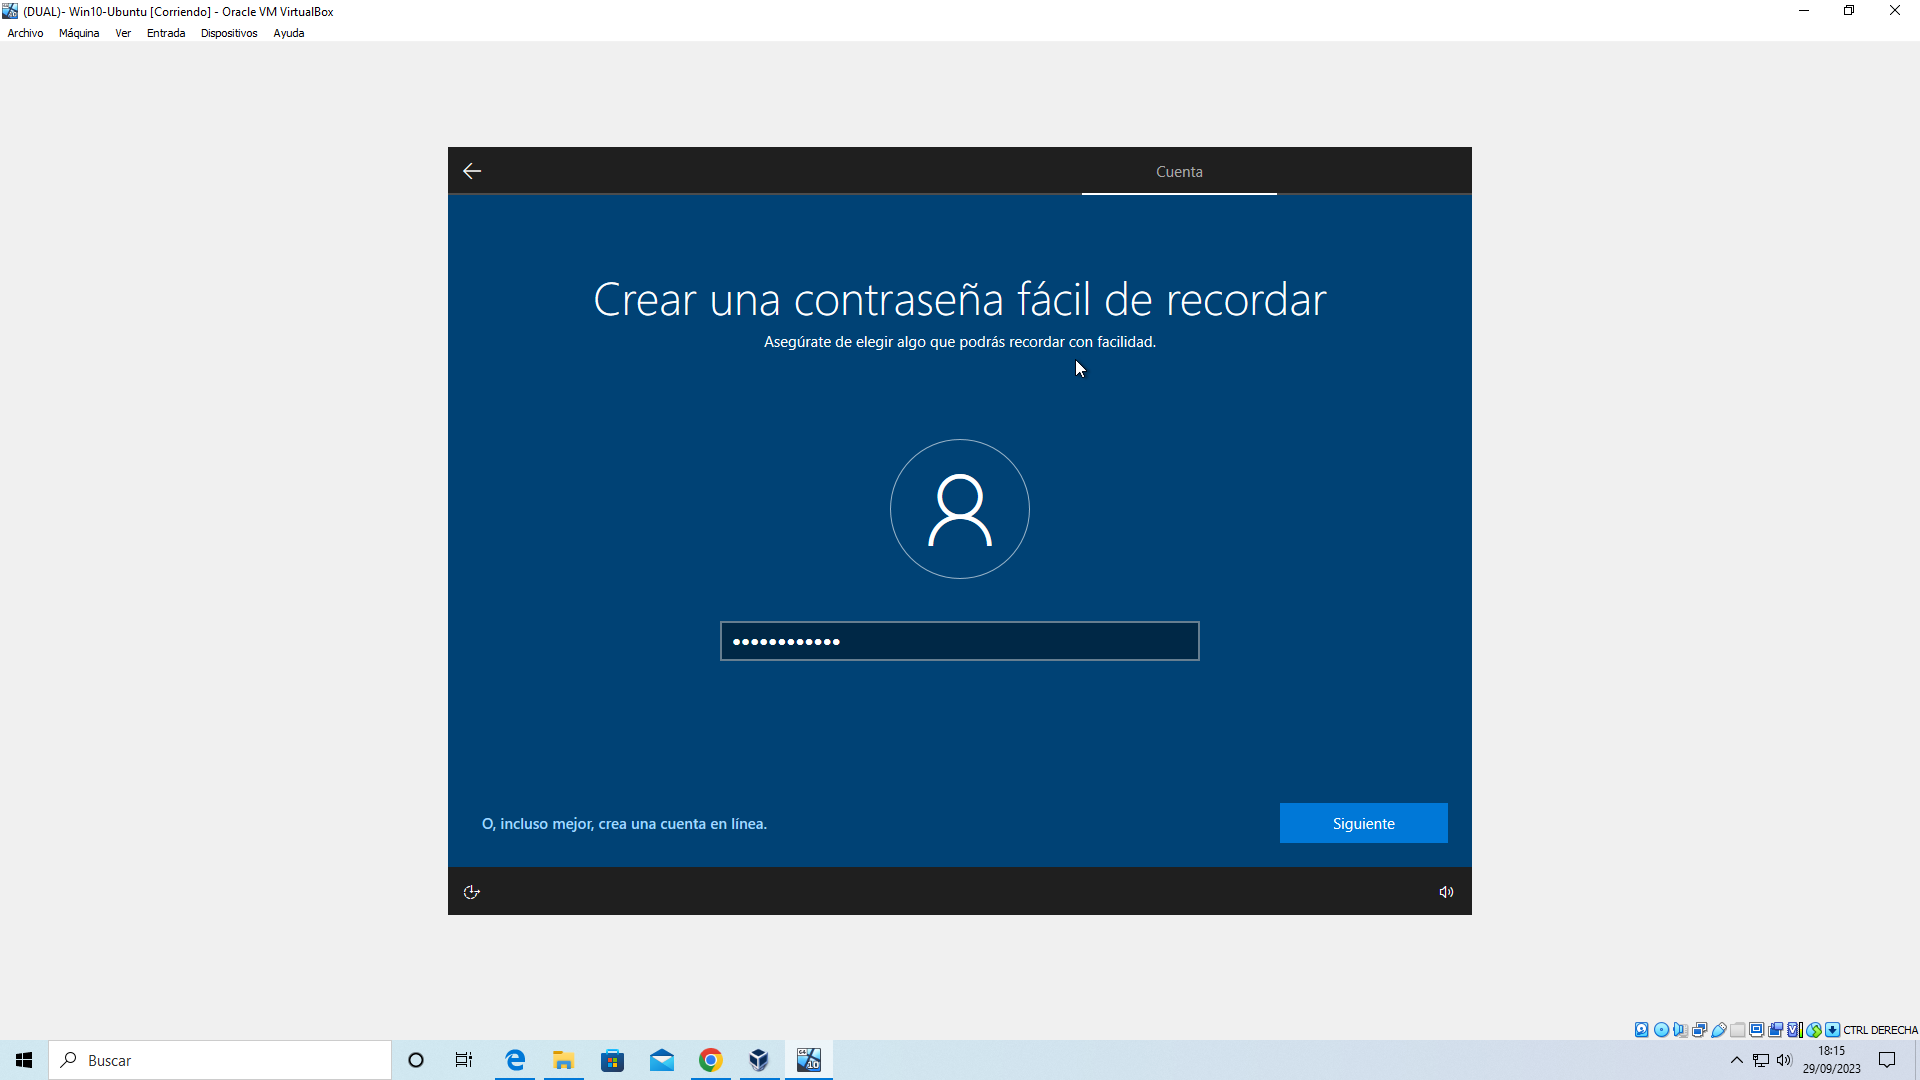 (DUAL)- Win10-Ubuntu [Corriendo] - Oracle VM VirtualBox
Archivo Máquina Ver Entrada Dispositivos Ayuda
Cuenta
Crear una contraseña fácil de recordar
Asegúrate de elegir algo que podrás recordar con facilidad.
O, incluso mejor, crea una cuenta en línea.
Siguiente
CTRL DERECHA
Buscar
18:15
29/09/2023